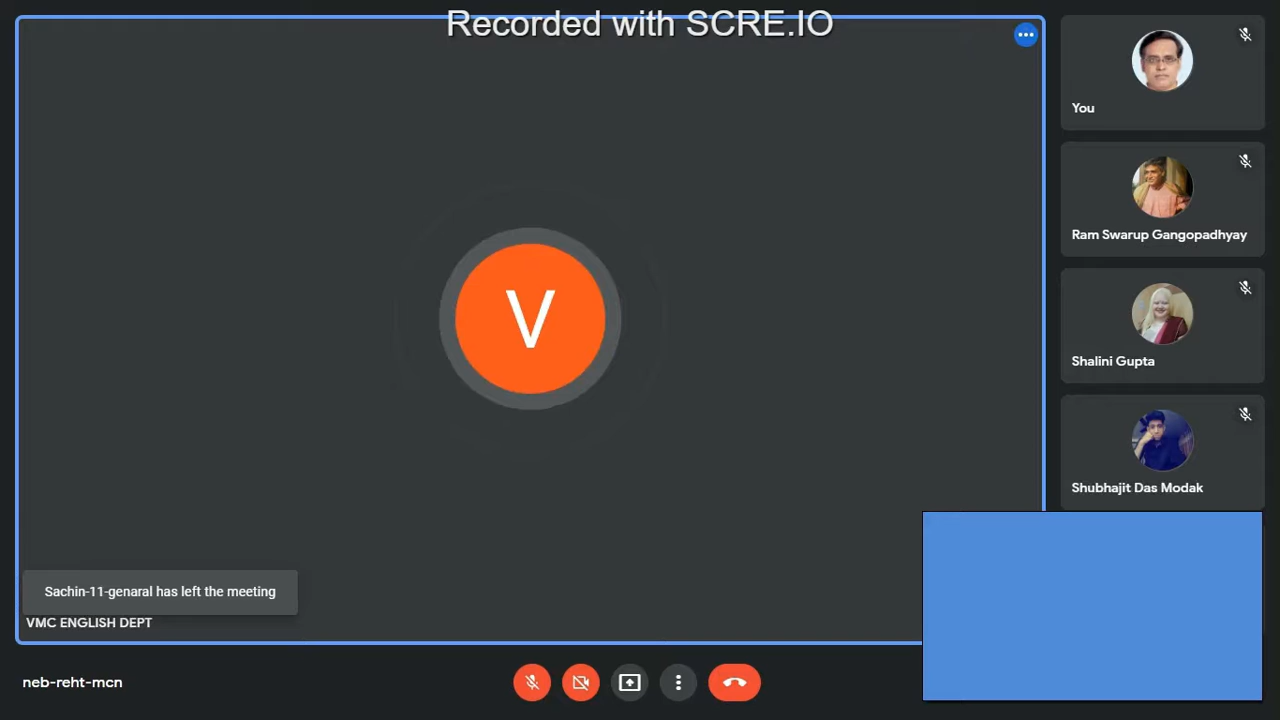 Recorded with SCRE.IO
You
Ram Swarup Gangopadhyay
Shalini Gupta
Shubhajit Das Modak
V
Sachin-11-genaral has left the meeting
VMC ENGLISH DEPT
neb-reht-mcn